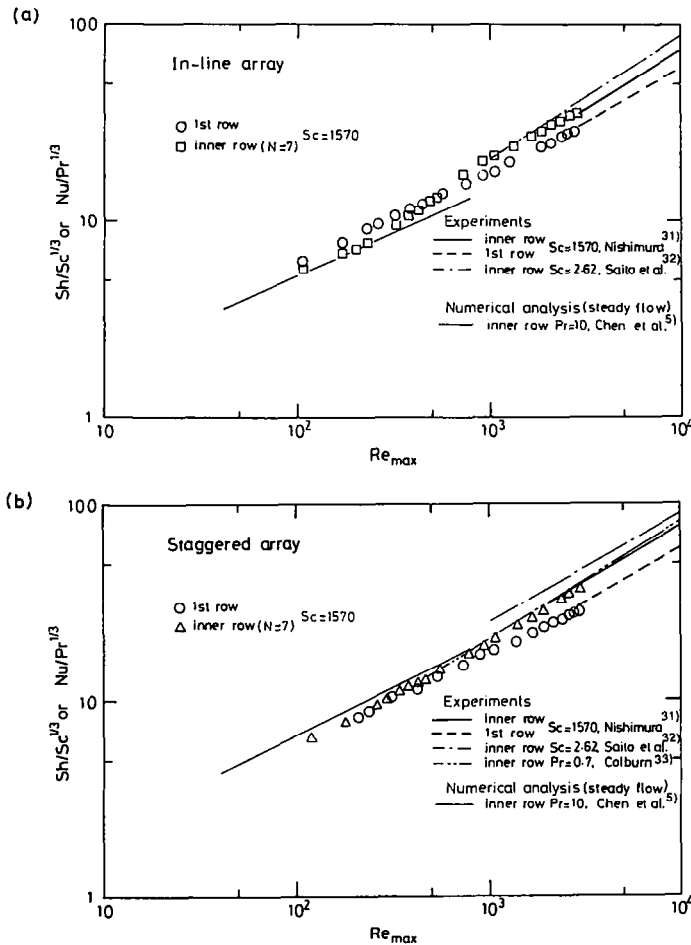 (a)
100
In-line array
1st row
inner row (N=7) Sc=1570
10
Sh/Sc^1/3 or Nu/Pr^1/3
Experiments
inner row
1st row Sc=1570, Nishimura 31)
inner row Sc=2.62, Saito et al. 32)
Numerical analysis (steady flow)
inner row Pr=10, Chen et al. 5)
1
10
10^2
10^3
10^4
Re max
(b)
100
Staggered array
1st row
inner row (N=7) Sc=1570
10
Sh/Sc^1/3 or Nu/Pr^1/3
Experiments
inner row
1st row Sc=1570, Nishimura 31)
inner row Sc=2.62, Saito et al. 32)
inner row Pr=0.7, Colburn 33)
Numerical analysis (steady flow)
inner row Pr=10, Chen et al. 5)
1
10
10^2
10^3
10^4
Re max